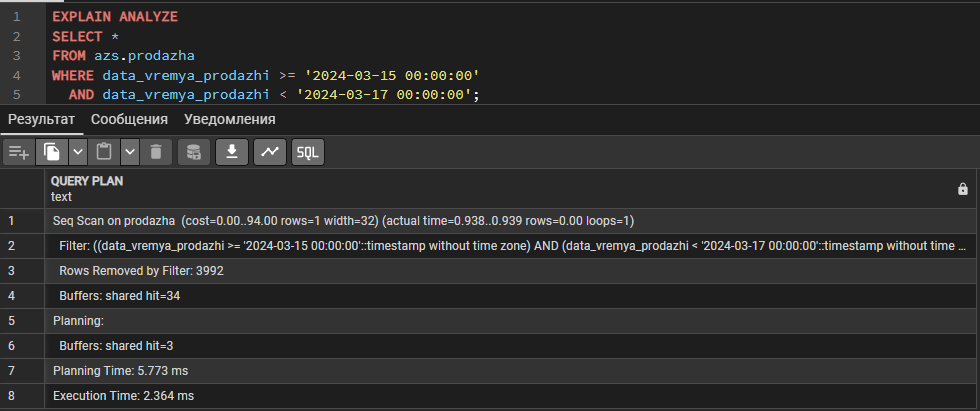 1 EXPLAIN ANALYZE
2 SELECT *
3 FROM azs.prodazha
4 WHERE data_vremya_prodazhi >= '2024-03-15 00:00:00'
5 AND data_vremya_prodazhi < '2024-03-17 00:00:00';
Результат Сообщения Уведомления
SQL
QUERY PLAN
text
1 Seq Scan on prodazha (cost=0.00..94.00 rows=1 width=32) (actual time=0.938..0.939 rows=0.00 loops=1)
2 Filter: ((data_vremya_prodazhi >= '2024-03-15 00:00:00'::timestamp without time zone) AND (data_vremya_prodazhi < '2024-03-17 00:00:00'::timestamp without time ...
3 Rows Removed by Filter: 3992
4 Buffers: shared hit=34
5 Planning:
6 Buffers: shared hit=3
7 Planning Time: 5.773 ms
8 Execution Time: 2.364 ms